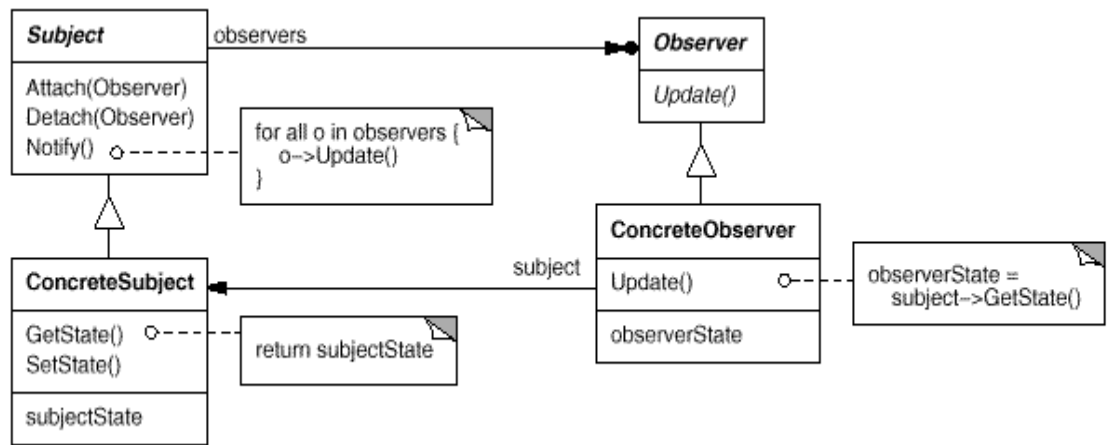 Subject
observers
Observer
Attach(Observer)
Detach(Observer)
Notify()
Update()
for all o in observers {
o->Update()
}
ConcreteObserver
subject
Update()
observerState =
subject->GetState()
observerState
ConcreteSubject
GetState()
SetState()
return subjectState
subjectState